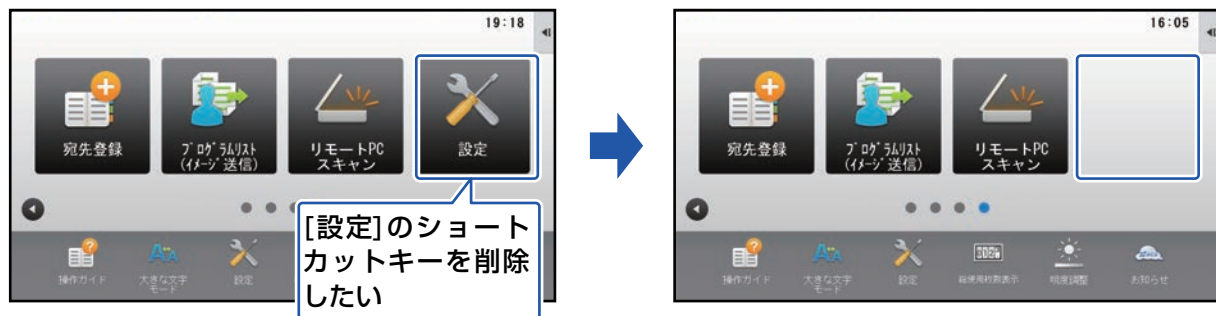 19:18
宛先登録
プログラムリスト
(イメージ送信)
リモートPC
スキャン
設定
操作ガイド
大きな文字
モード
設定
[設定]のショート
カットキーを削除
したい
16:05
宛先登録
プログラムリスト
(イメージ送信)
リモートPC
スキャン
操作ガイド
大きな文字
モード
設定
総使用枚数表示
明度調整
お知らせ